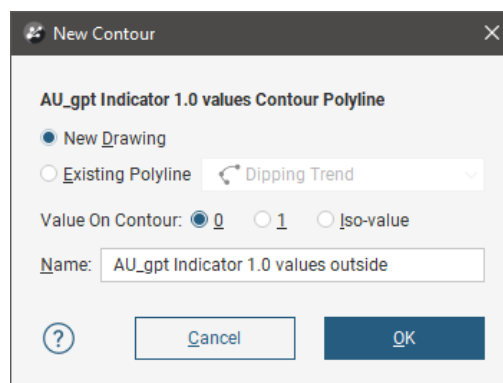 New Contour
AU_gpt Indicator 1.0 values Contour Polyline
New Drawing
Existing Polyline Dipping Trend
Value On Contour: 0 1 Iso-value
Name: AU_gpt Indicator 1.0 values outside
? Cancel OK